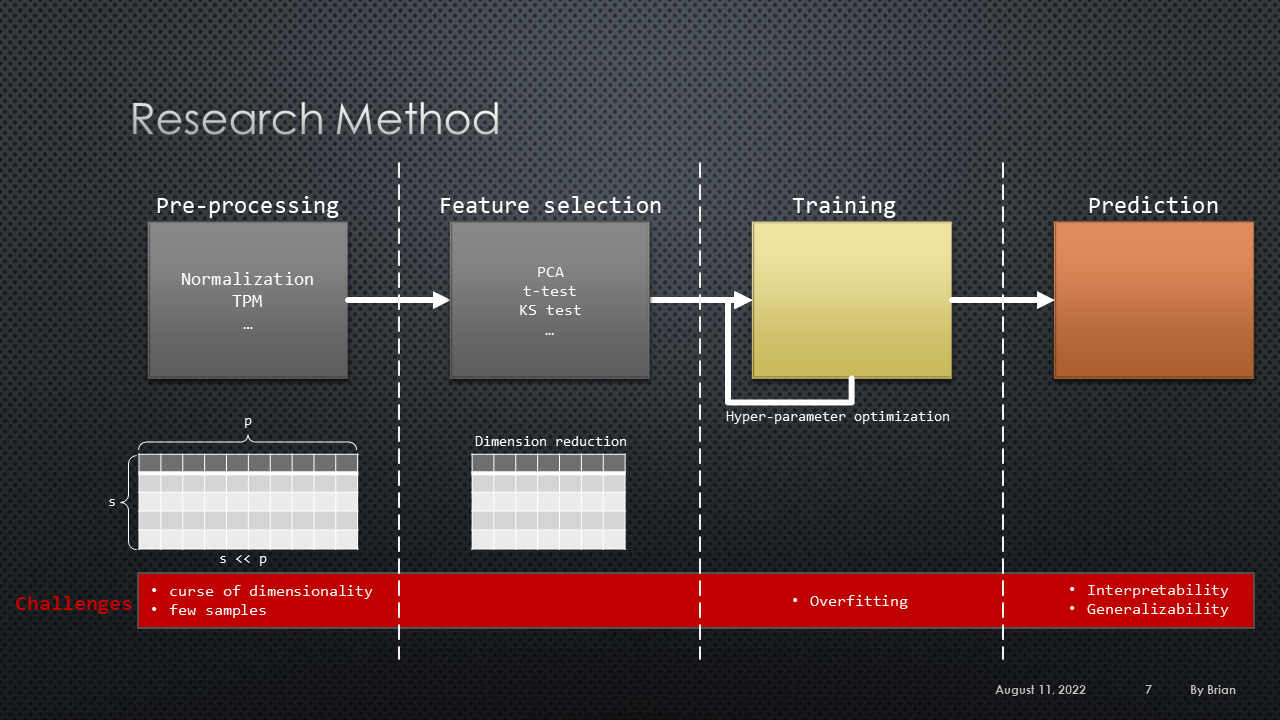 Research Method
Pre-processing
Feature selection
Training
Prediction
Normalization
TPM
…
PCA
t-test
KS test
…
Hyper-parameter optimization
p
s
s << p
Dimension reduction
Challenges
• curse of dimensionality
• few samples
• Overfitting
• Interpretability
• Generalizability
August 11, 2022
7
By Brian